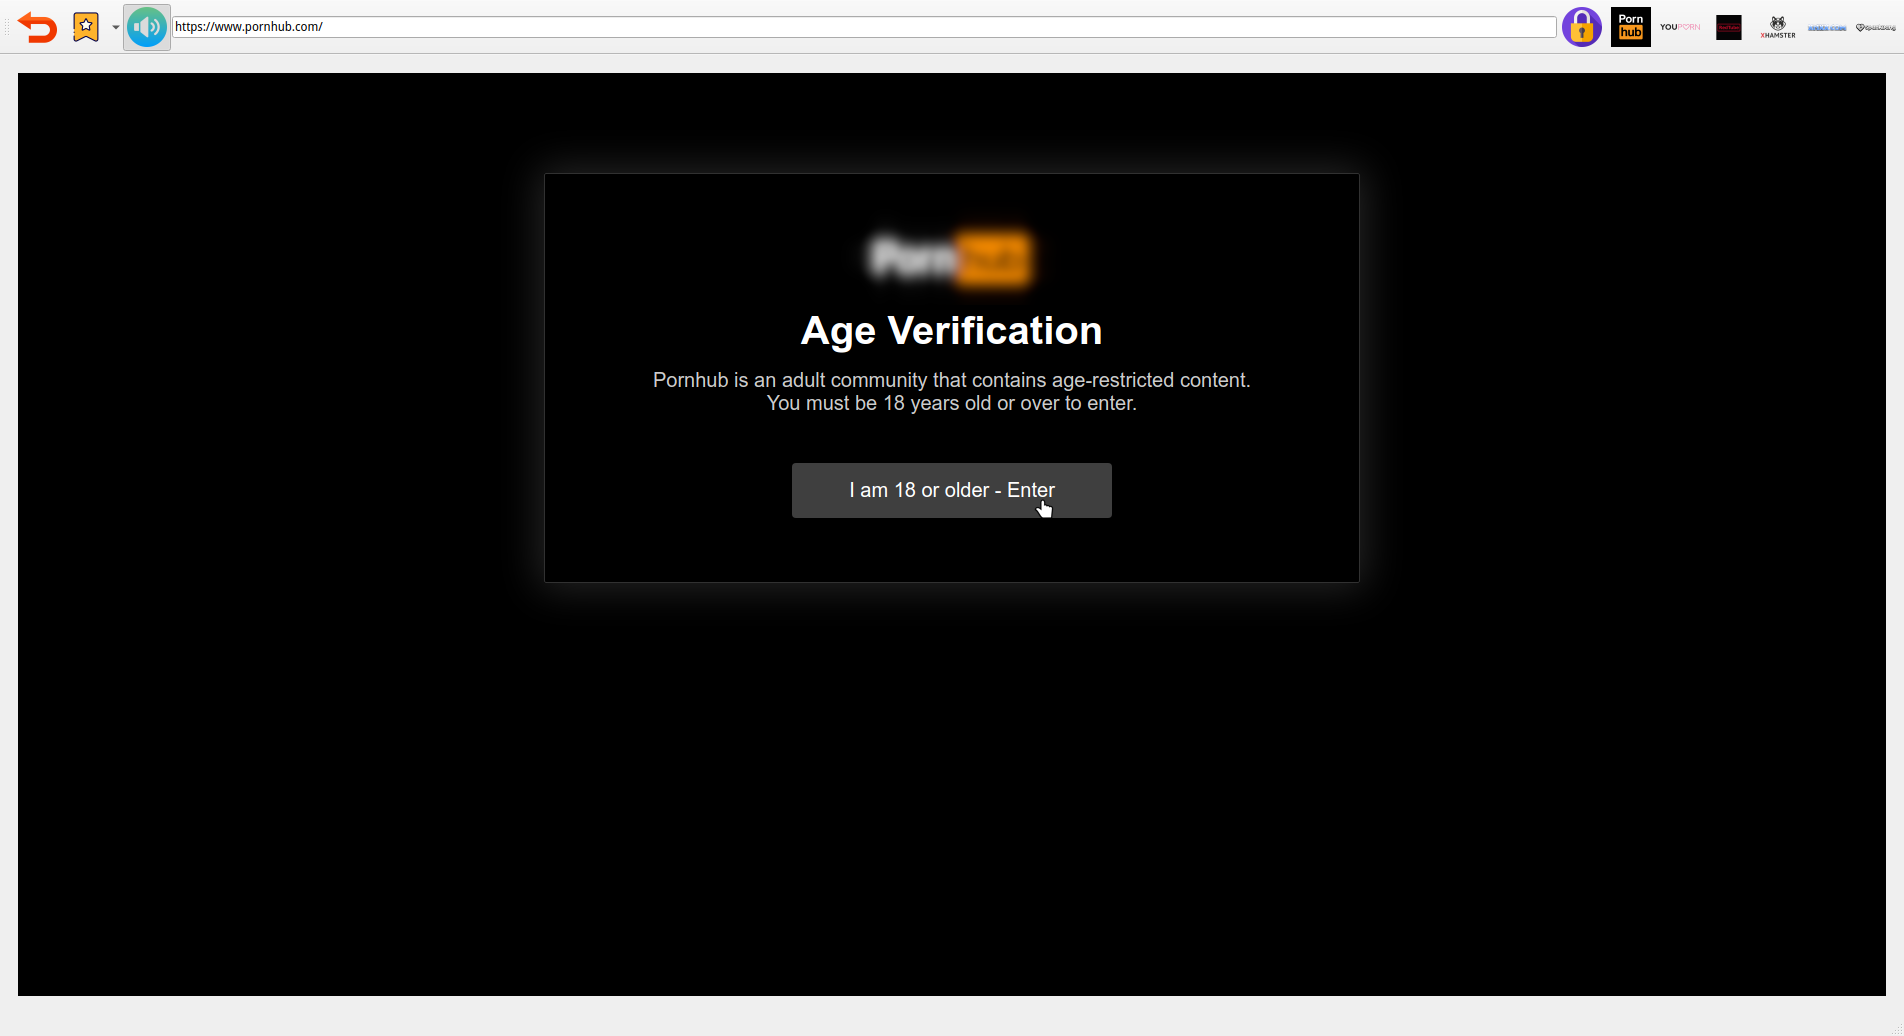 https://www.pornhub.com/
Porn
hub
YOUPORN
XHAMSTER
Pornhub
Age Verification
Pornhub is an adult community that contains age-restricted content.
You must be 18 years old or over to enter.
I am 18 or older - Enter